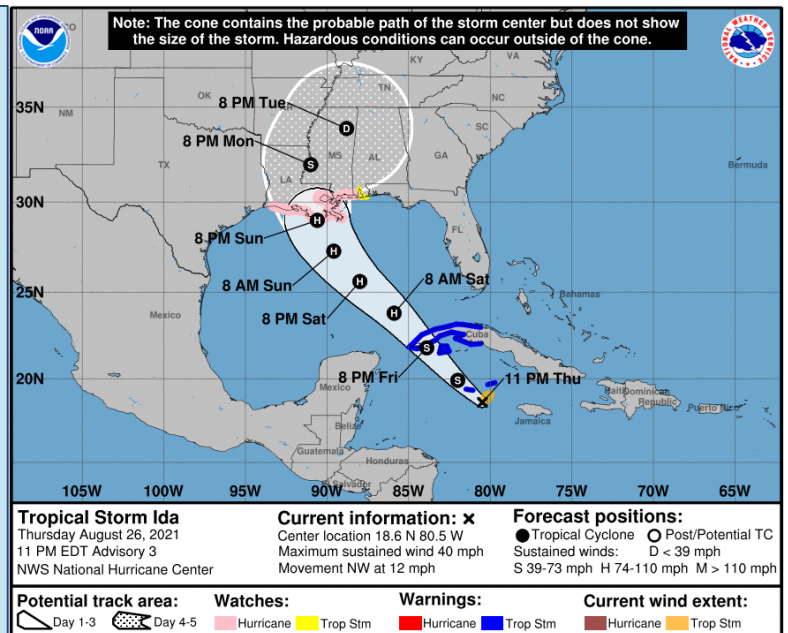 Note: The cone contains the probable path of the storm center but does not show
the size of the storm. Hazardous conditions can occur outside of the cone.
NOAA
NATIONAL WEATHER SERVICE
KY
VA
35N
NM
OK
TN
NC
8 PM Tue
D
SC
8 PM Mon
S
MS
AL
GA
TX
LA
Bermuda
30N
8 PM Sun
H
FL
8 AM Sun
H
8 AM Sat
25N
H
Bahamas
Mexico
8 PM Sat
H
Cuba
S
8 PM Fri
S
11 PM Thu
20N
Mexico
Haiti
Dominican
Republic
Puerto Rico
Jamaica
Belize
Guatemala
Honduras
El Salvador
105W 100W 95W 90W 85W 80W 75W 70W 65W
Tropical Storm Ida
Thursday August 26, 2021
11 PM EDT Advisory 3
NWS National Hurricane Center
Current information: ×
Center location 18.6 N 80.5 W
Maximum sustained wind 40 mph
Movement NW at 12 mph
Forecast positions:
Tropical Cyclone Post/Potential TC
Sustained winds: D < 39 mph
S 39-73 mph H 74-110 mph M > 110 mph
Potential track area:
Day 1-3 Day 4-5
Watches:
Hurricane Trop Stm
Warnings:
Hurricane Trop Stm
Current wind extent:
Hurricane Trop Stm